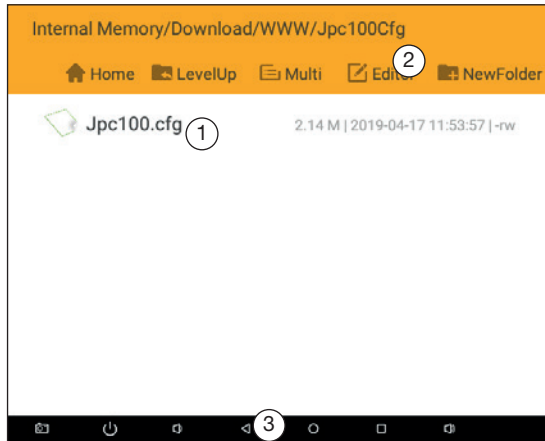 Internal Memory/Download/WWW/Jpc100Cfg
2
Home LevelUp Multi Editor NewFolder
Jpc100.cfg 1 2.14 M | 2019-04-17 11:53:57 | -rw
3